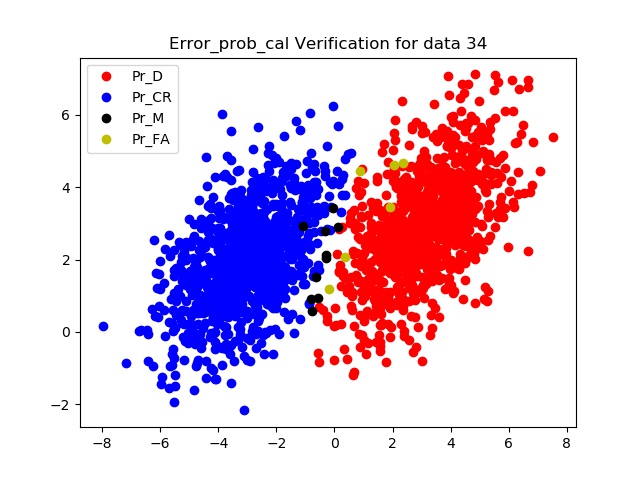 Error_prob_cal Verification for data 34
Pr_D
Pr_CR
Pr_M
Pr_FA
6
4
2
0
−2
−8 −6 −4 −2 0 2 4 6 8